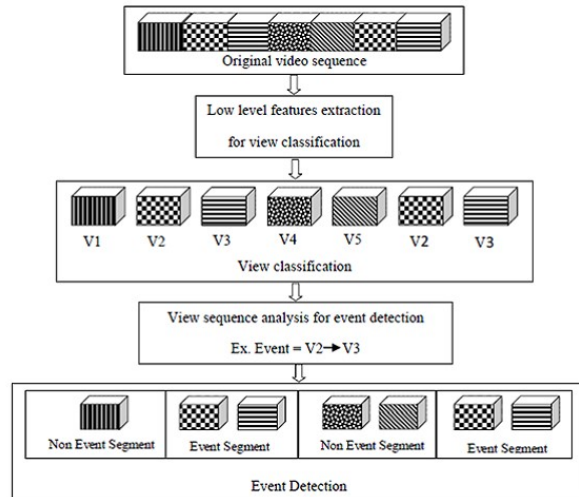 Original video sequence
Low level features extraction
for view classification
V1 V2 V3 V4 V5 V2 V3
View classification
View sequence analysis for event detection
Ex. Event = V2→V3
Non Event Segment Event Segment Non Event Segment Event Segment
Event Detection